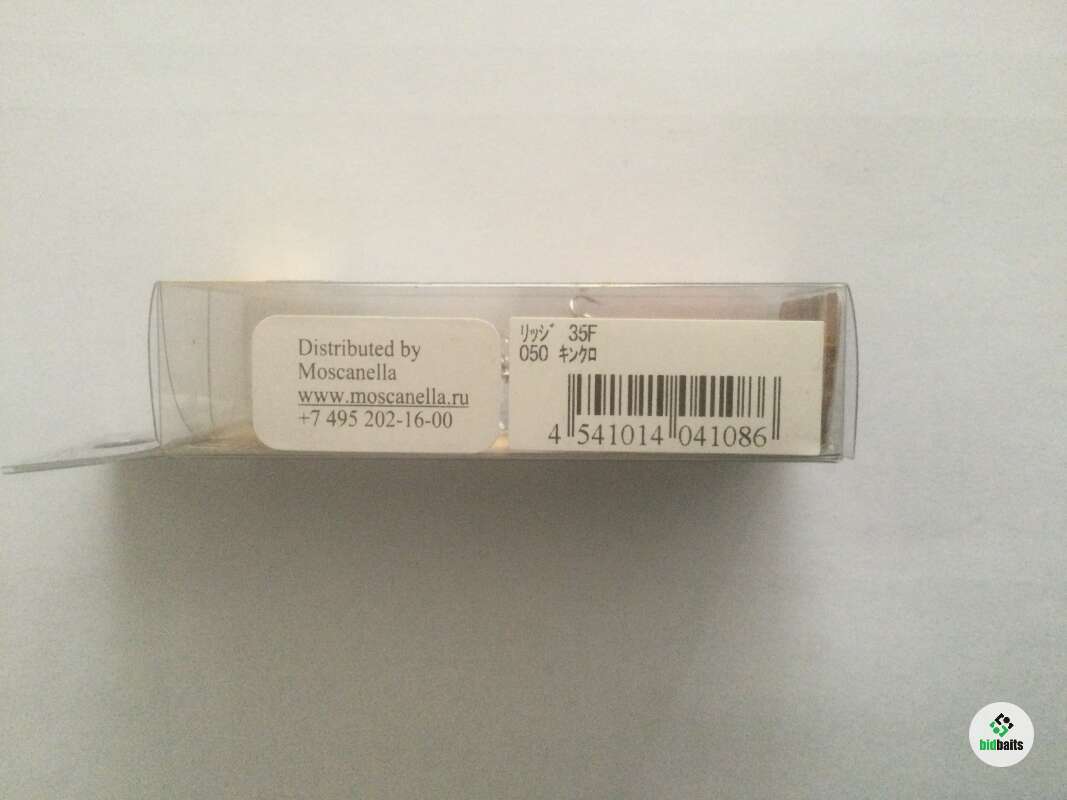 Distributed by
Moscanella
www.moscanella.ru
+7 495 202-16-00
ﾘｯｼﾞ 35F
050 ｷﾝｸﾛ
4 541014 041086
bidbaits